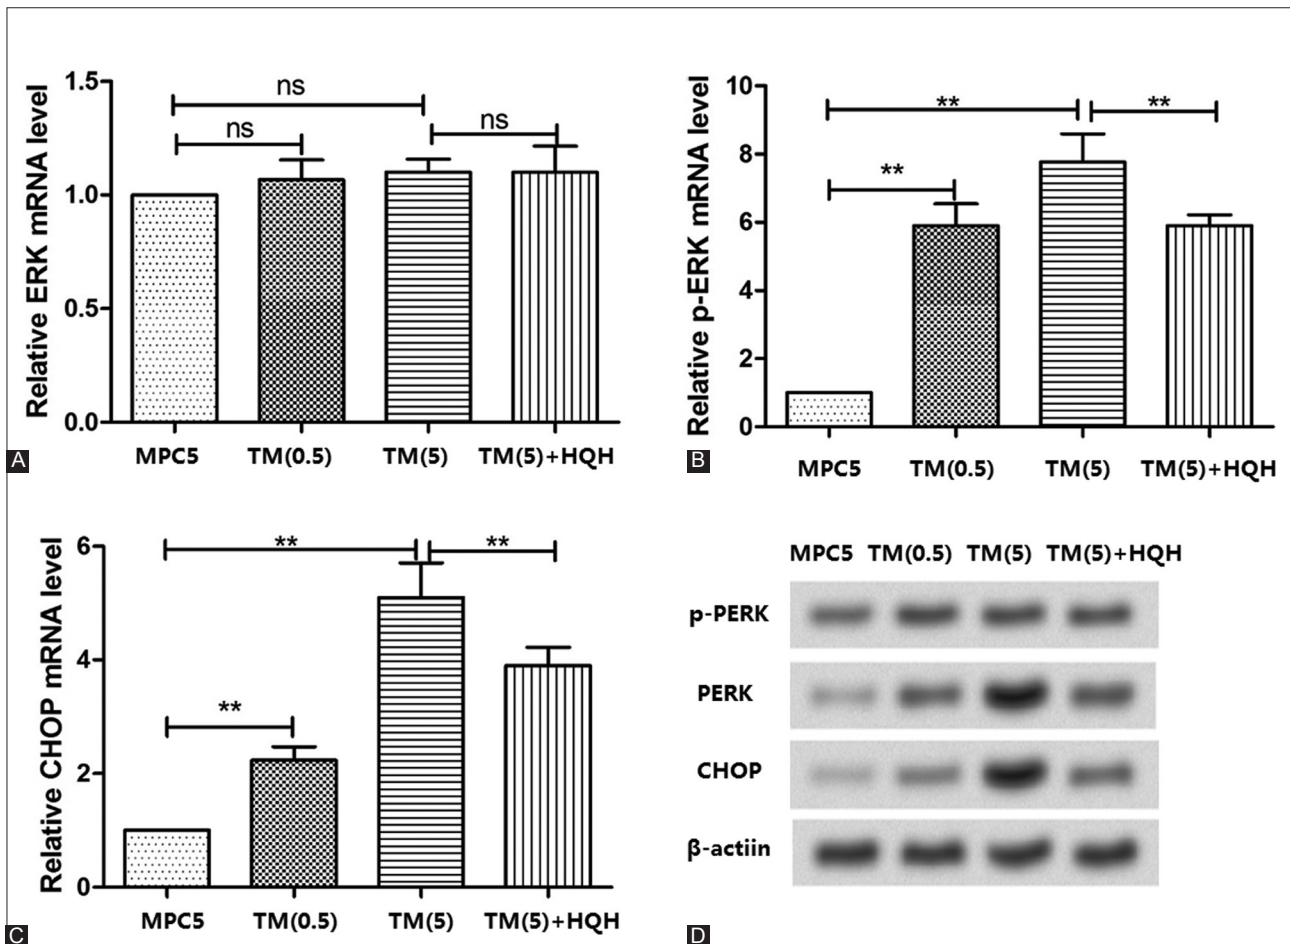 Relative ERK mRNA level
1.5
1.0
0.5
0.0
ns
ns
ns
MPC5 TM(0.5) TM(5) TM(5)+HQH
A
Relative p-ERK mRNA level
10
8
6
4
2
0
**
**
**
MPC5 TM(0.5) TM(5) TM(5)+HQH
B
Relative CHOP mRNA level
6
4
2
0
**
**
**
MPC5 TM(0.5) TM(5) TM(5)+HQH
C
MPC5 TM(0.5) TM(5) TM(5)+HQH
p-PERK
PERK
CHOP
β-actiin
D